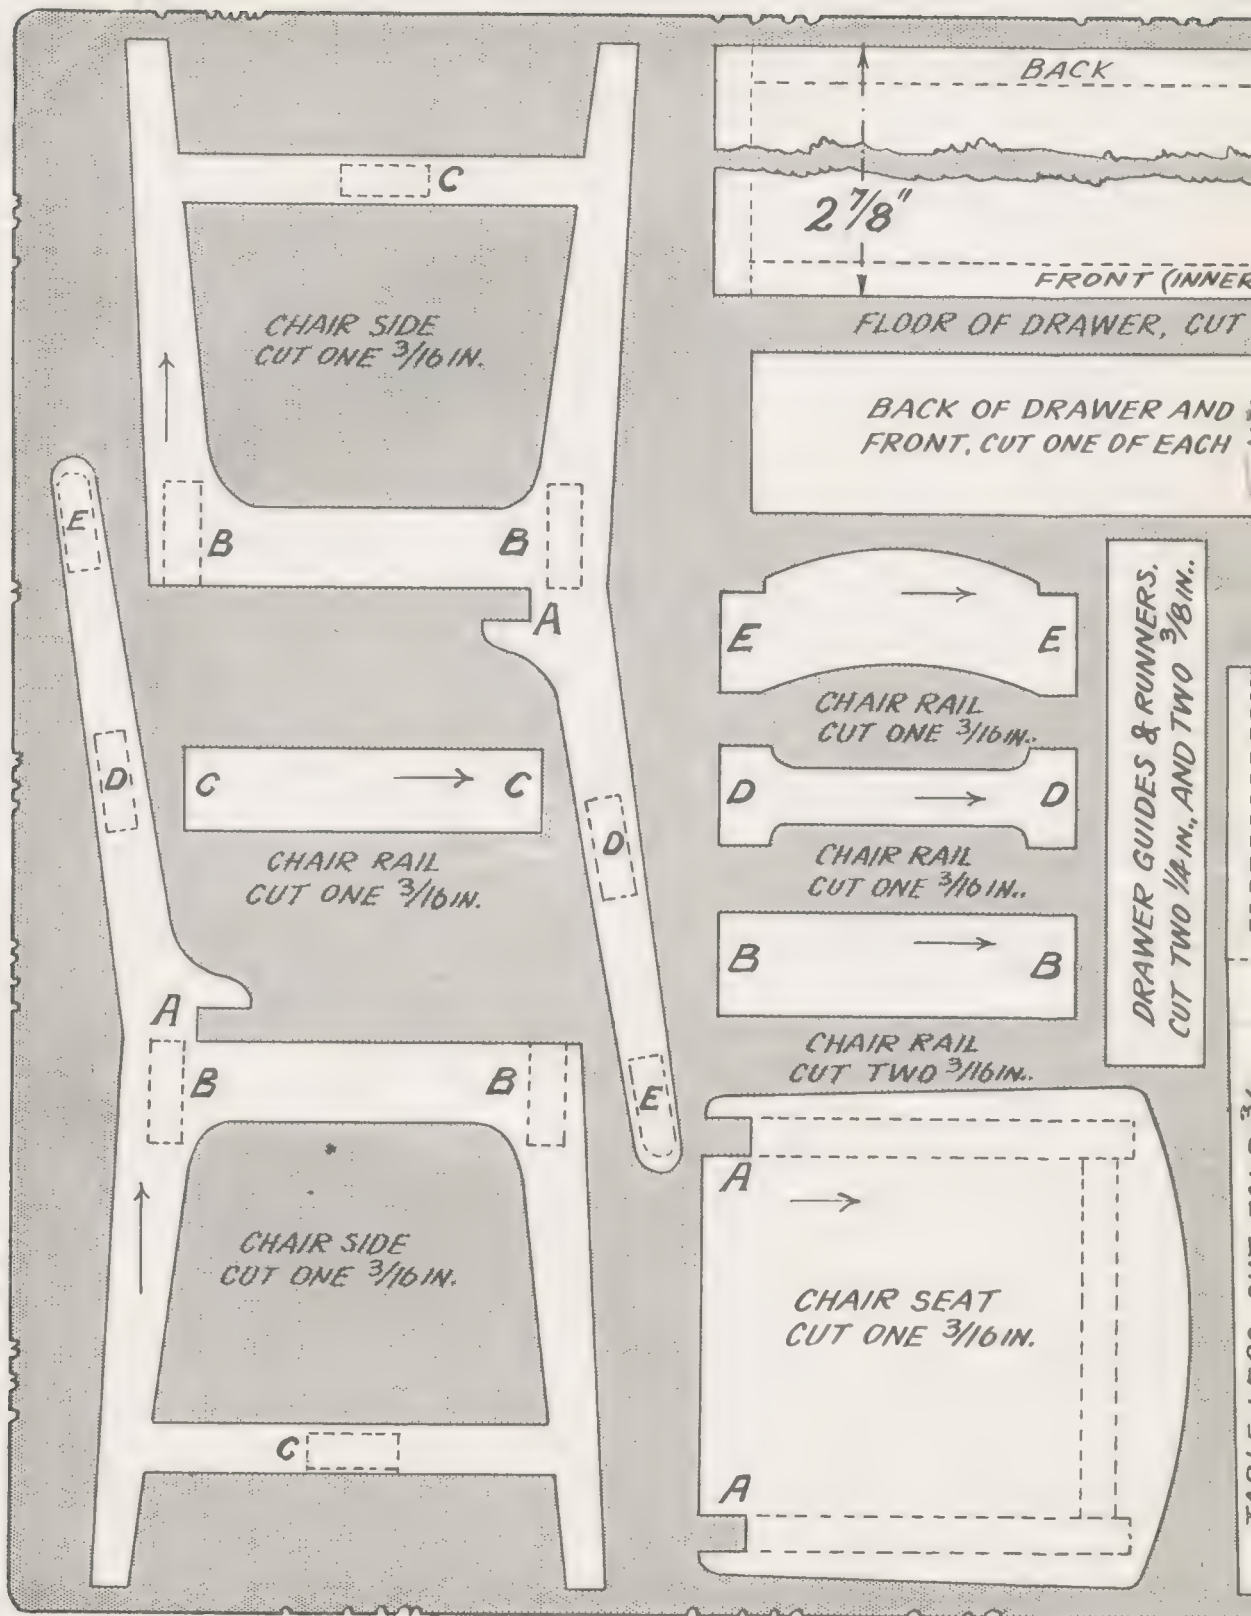 C
CHAIR SIDE
CUT ONE 3/16 IN.
B
B
A
E
D
C
C
CHAIR RAIL
CUT ONE 3/16 IN.
D
E
A
B
B
CHAIR SIDE
CUT ONE 3/16 IN.
C
BACK
2 7/8"
FRONT (INNER
FLOOR OF DRAWER, CUT
BACK OF DRAWER AND
FRONT, CUT ONE OF EACH
E
E
CHAIR RAIL
CUT ONE 3/16 IN..
D
D
CHAIR RAIL
CUT ONE 3/16 IN..
B
B
CHAIR RAIL
CUT TWO 3/16 IN..
DRAWER GUIDES & RUNNERS.
CUT TWO 1/4 IN., AND TWO 3/8 IN..
A
CHAIR SEAT
CUT ONE 3/16 IN.
A